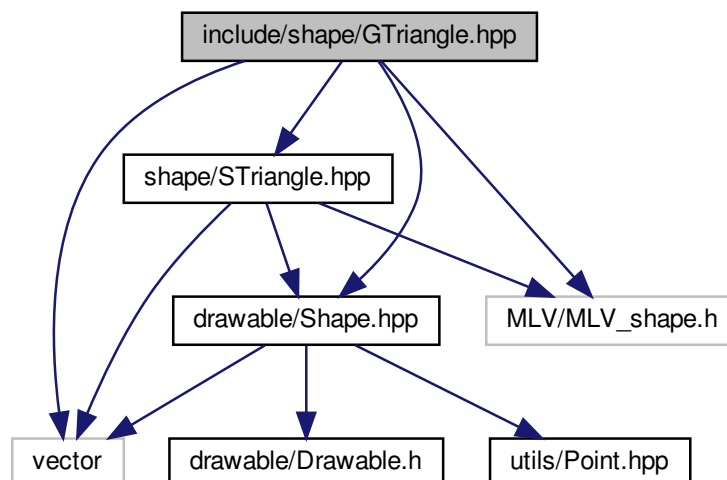 include/shape/GTriangle.hpp
shape/STriangle.hpp
drawable/Shape.hpp
MLV/MLV_shape.h
vector
drawable/Drawable.h
utils/Point.hpp